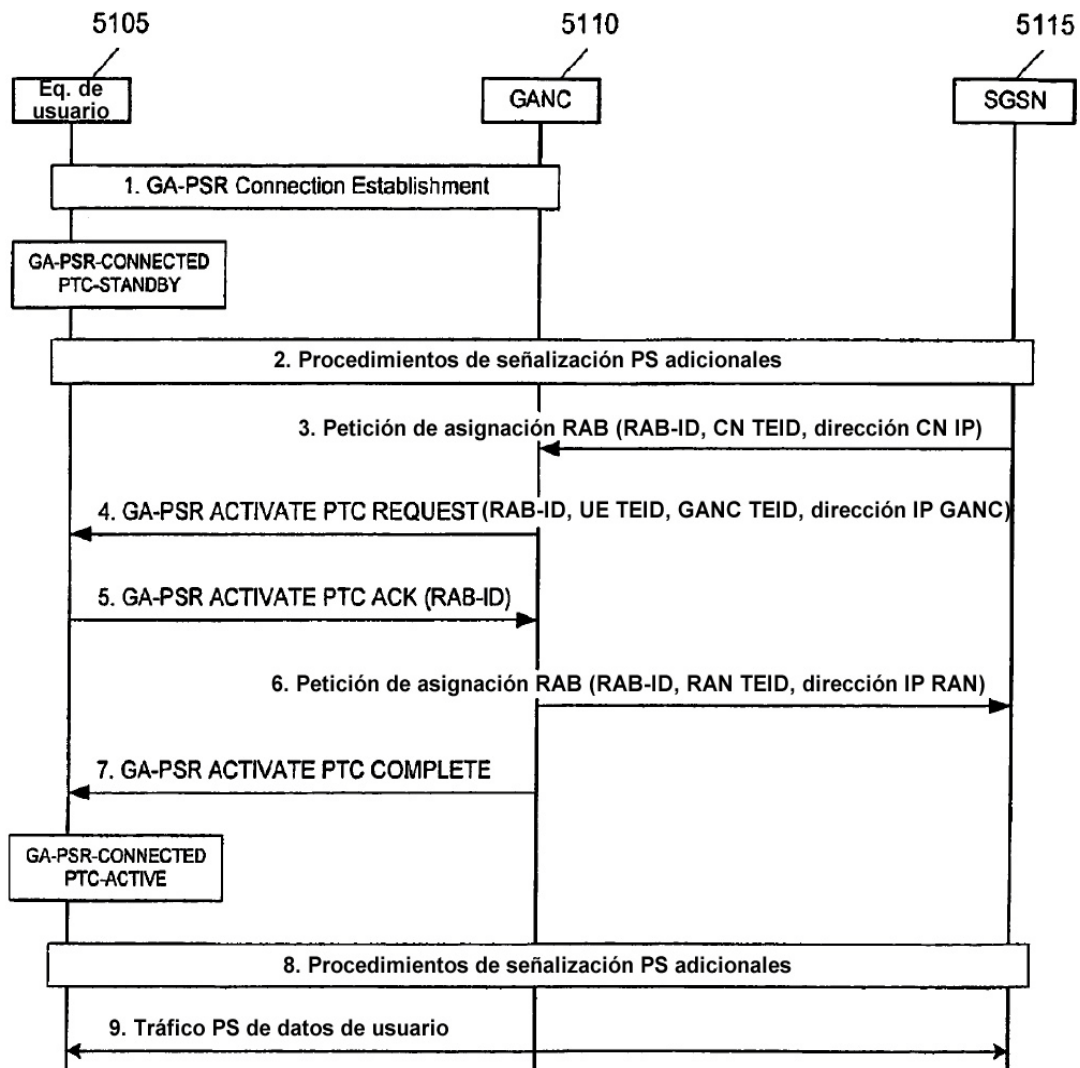 5105
5110
5115
Eq. de
usuario
GANC
SGSN
1. GA-PSR Connection Establishment
GA-PSR-CONNECTED
PTC-STANDBY
2. Procedimientos de señalización PS adicionales
3. Petición de asignación RAB (RAB-ID, CN TEID, dirección CN IP)
4. GA-PSR ACTIVATE PTC REQUEST (RAB-ID, UE TEID, GANC TEID, dirección IP GANC)
5. GA-PSR ACTIVATE PTC ACK (RAB-ID)
6. Petición de asignación RAB (RAB-ID, RAN TEID, dirección IP RAN)
7. GA-PSR ACTIVATE PTC COMPLETE
GA-PSR-CONNECTED
PTC-ACTIVE
8. Procedimientos de señalización PS adicionales
9. Tráfico PS de datos de usuario